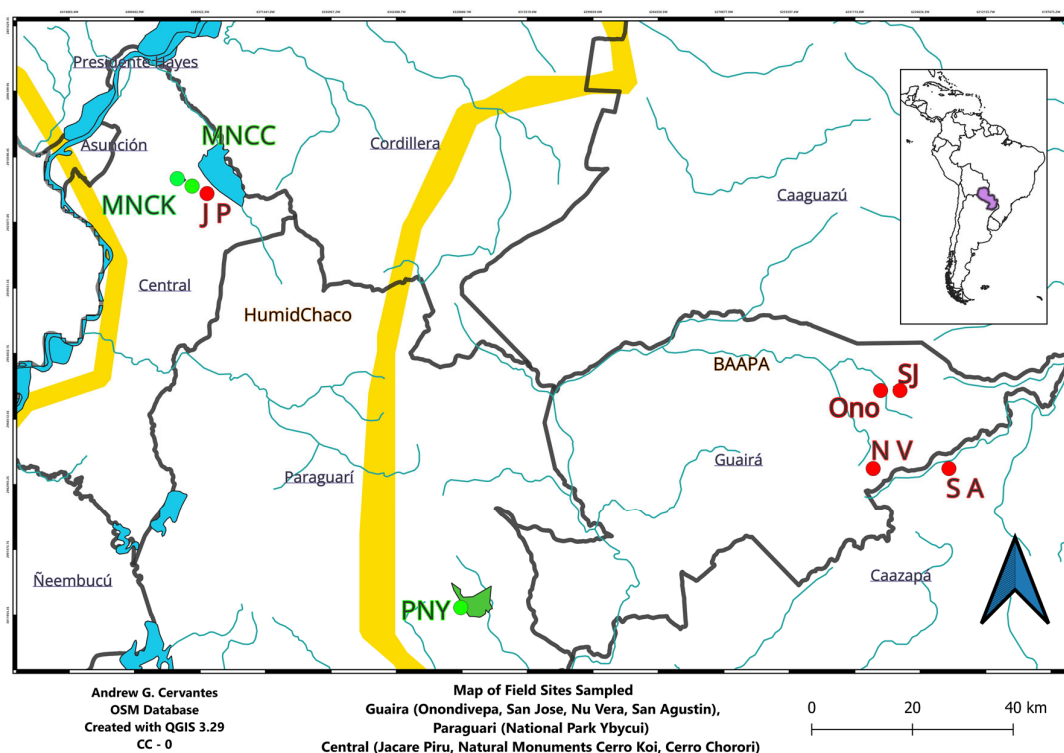 Presidente Hayes
MNCC
Asunción
Cordillera
Caaguazú
MNCK
J P
Central
HumidChaco
BAAPA
SJ
Ono
N V
Guairá
S A
Paraguarí
Ñeembucú
Caazapá
PNY
Andrew G. Cervantes
OSM Database
Created with QGIS 3.29
CC - 0
Map of Field Sites Sampled
Guaira (Onondivepa, San Jose, Nu Vera, San Agustin),
Paraguari (National Park Ybycui)
Central (Jacare Piru, Natural Monuments Cerro Koi, Cerro Chorori)
0 20 40 km